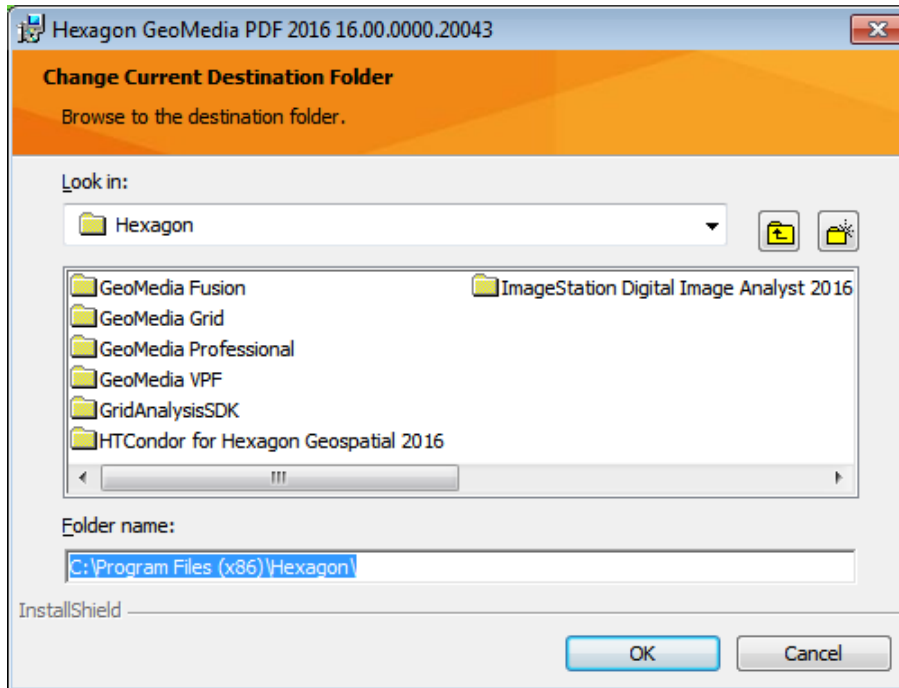 Hexagon GeoMedia PDF 2016 16.00.0000.20043
Change Current Destination Folder
Browse to the destination folder.
Look in:
Hexagon
GeoMedia Fusion
GeoMedia Grid
GeoMedia Professional
GeoMedia VPF
GridAnalysisSDK
HTCondor for Hexagon Geospatial 2016
ImageStation Digital Image Analyst 2016
Folder name:
C:\Program Files (x86)\Hexagon\
InstallShield
OK
Cancel